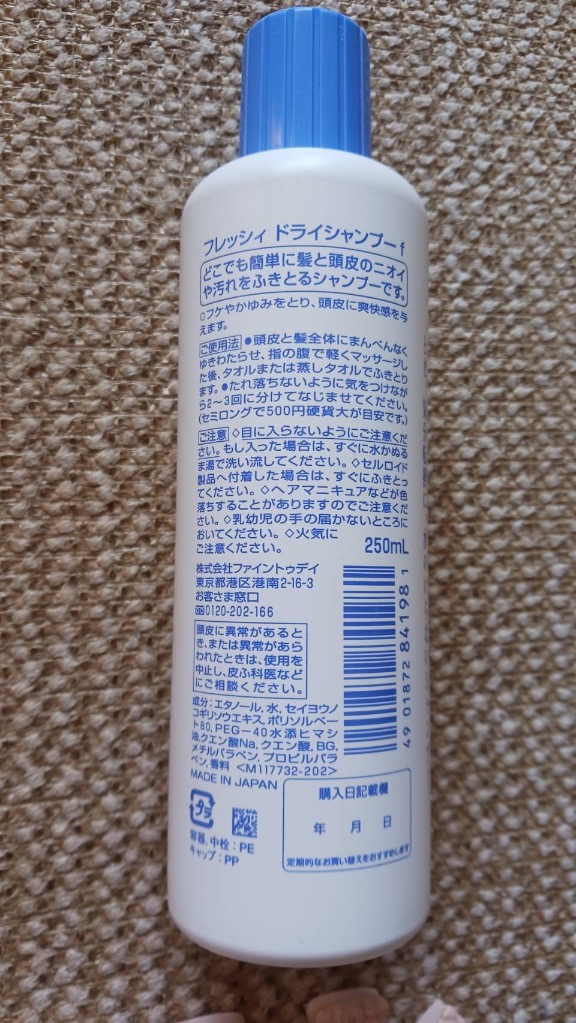 フレッシィ ドライシャンプー f
どこでも簡単に髪と頭皮のニオイ
や汚れをふきとるシャンプーです。
○フケやかゆみをとり、頭皮に爽快感を与
えます。
ご使用法 ●頭皮と髪全体にまんべんなく
ゆきわたらせ、指の腹で軽くマッサージし
た後、タオルまたは蒸しタオルでふきとり
ます。●たれ落ちないように気をつけなが
ら2~3回に分けてなじませてください。
(セミロングで500円硬貨大が目安です。)
ご注意 ◇目に入らないようにご注意くだ
さい。もし入った場合は、すぐに水かぬる
ま湯で洗い流してください。◇セルロイド
製品へ付着した場合は、すぐにふきとっ
てください。◇ヘアマニキュアなどが色
落ちすることがありますのでご注意くださ
い。◇乳幼児の手の届かないところに
おいてください。◇火気に
ご注意ください。
250mL
株式会社ファイントゥデイ
東京都港区港南2-16-3
お客さま窓口
0120-202-166
頭皮に異常があると
き、または異常があら
われたときは、使用を
中止し、皮ふ科医など
にご相談ください。
4901872841981
成分:エタノール,水,セイヨウノ
コギリソウエキス,ポリソルベー
ト80,PEG-40水添ヒマシ
油,クエン酸Na,クエン酸,BG,
メチルパラベン,プロピルパラ
ベン,香料 <M117732-202>
MADE IN JAPAN
プラ
容器、中栓:PE
キャップ:PP
購入日記載欄
年 月 日
定期的なお買い替えをおすすめします